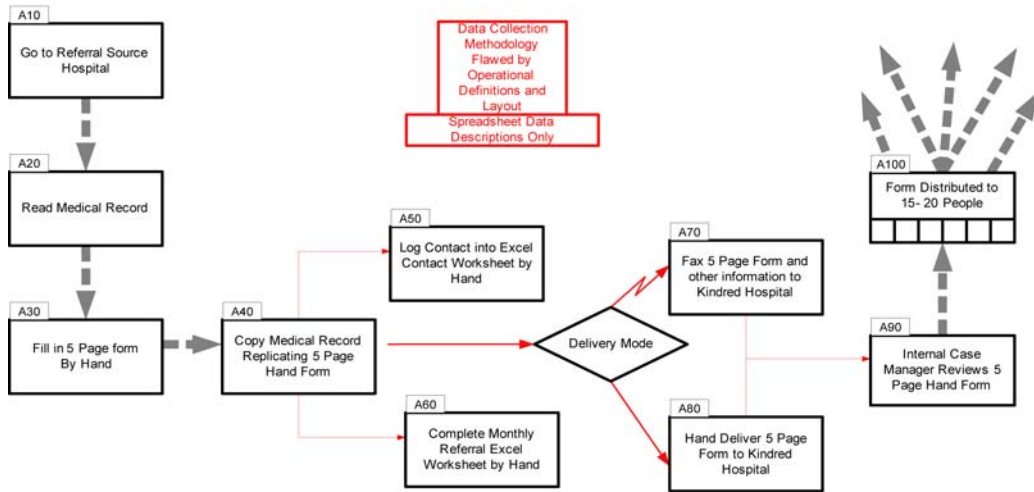 A10
Go to Referral Source
Hospital
Data Collection
Methodology
Flawed by
Operational
Definitions and
Layout
Spreadsheet Data
Descriptions Only
A20
Read Medical Record
A30
Fill in 5 Page form
By Hand
A40
Copy Medical Record
Replicating 5 Page
Hand Form
A50
Log Contact into Excel
Contact Worksheet by
Hand
A60
Complete Monthly
Referral Excel
Worksheet by Hand
Delivery Mode
A70
Fax 5 Page Form and
other information to
Kindred Hospital
A80
Hand Deliver 5 Page
Form to Kindred
Hospital
A90
Internal Case
Manager Reviews 5
Page Hand Form
A100
Form Distributed to
15- 20 People